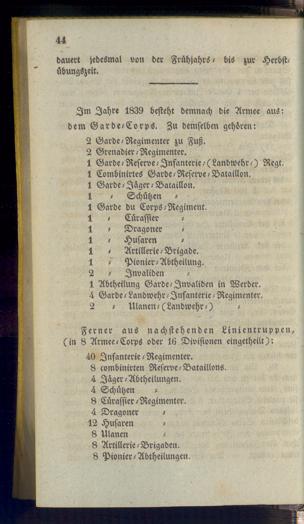 44
dauert jedesmal von der Frühjahrs- bis zur Herbst-
übungszeit.
Im Jahre 1839 besteht demnach die Armee aus:
dem Garde-Corps. Zu demselben gehören:
2 Garde-Regimenter zu Fuß.
2 Grenadier-Regimenter.
1 Garde-Reserve-Infanterie-(Landwehr-) Regt.
1 Combinirtes Garde-Reserve-Bataillon.
1 Garde-Jäger-Bataillon.
1 „ Schützen „
1 Garde du Corps-Regiment.
1 „ Cürassier „
1 „ Dragoner „
1 „ Husaren „
1 „ Artillerie-Brigade.
1 „ Pionier-Abtheilung.
2 „ Invaliden „
1 Abtheilung Garde-Invaliden in Werder.
4 Garde-Landwehr-Infanterie-Regimenter.
2 „ Ulanen-(Landwehr-) „
Ferner aus nachstehenden Linientruppen,
(in 8 Armee-Corps oder 16 Divisionen eingetheilt):
40 Infanterie-Regimenter.
8 combinirten Reserve-Bataillons.
4 Jäger-Abtheilungen.
4 Schützen „
8 Cürassier-Regimenter.
4 Dragoner „
12 Husaren „
8 Ulanen „
8 Artillerie-Brigaden.
8 Pionier-Abtheilungen.